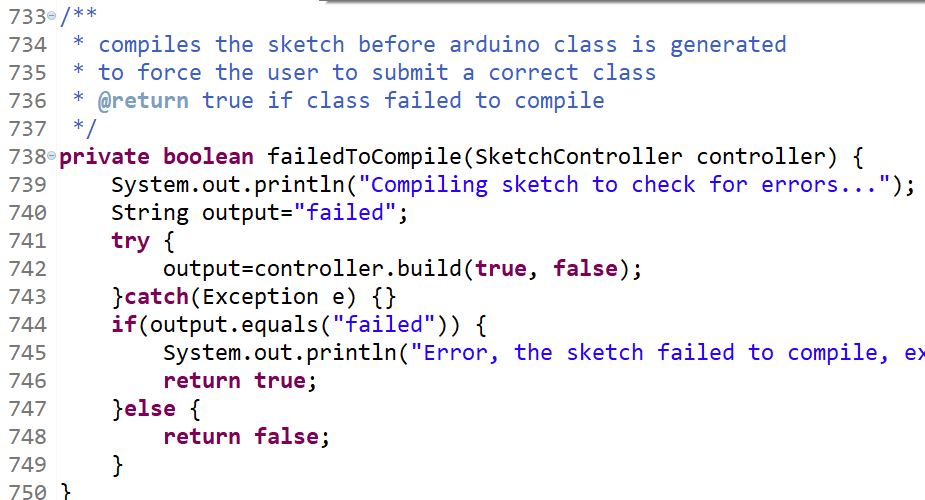 733 /**
734  * compiles the sketch before arduino class is generated
735  * to force the user to submit a correct class
736  * @return true if class failed to compile
737  */
738 private boolean failedToCompile(SketchController controller) {
739     System.out.println("Compiling sketch to check for errors...");
740     String output="failed";
741     try {
742         output=controller.build(true, false);
743     }catch(Exception e) {}
744     if(output.equals("failed")) {
745         System.out.println("Error, the sketch failed to compile,
746         return true;
747     }else {
748         return false;
749     }
750 }